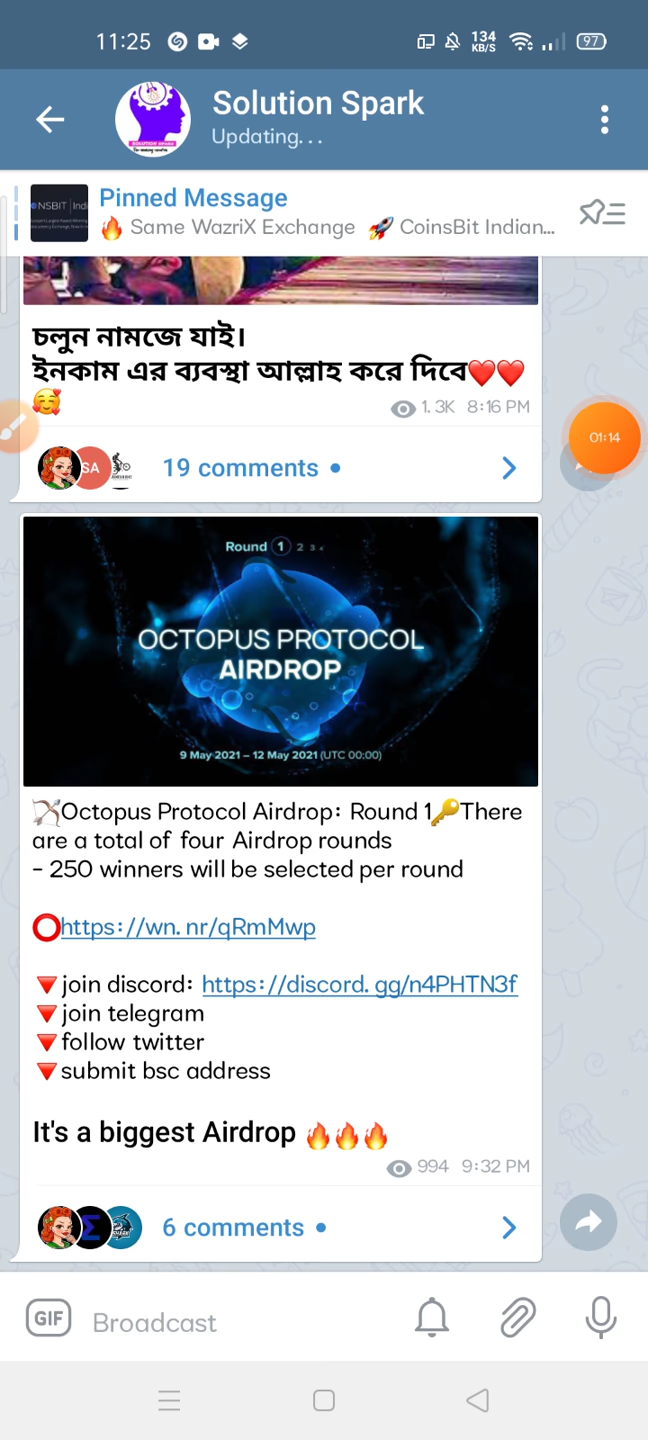 11:25
134
KB/S
97
Solution Spark
Updating...
Pinned Message
🔥 Same WazriX Exchange 🚀 CoinsBit Indian...
NSBIT Indi
চলুন নামজে যাই।
ইনকাম এর ব্যবস্থা আল্লাহ করে দিবে❤️❤️
🥰
1.3K 8:16 PM
01:14
SA
19 comments
Round 1 2 3 4
OCTOPUS PROTOCOL
AIRDROP
9 May 2021 – 12 May 2021 (UTC 00:00)
🏹Octopus Protocol Airdrop: Round 1🔑There
are a total of four Airdrop rounds
- 250 winners will be selected per round
⭕https://wn.nr/qRmMwp
🔻join discord: https://discord.gg/n4PHTN3f
🔻join telegram
🔻follow twitter
🔻submit bsc address
It's a biggest Airdrop 🔥🔥🔥
994 9:32 PM
6 comments
GIF
Broadcast